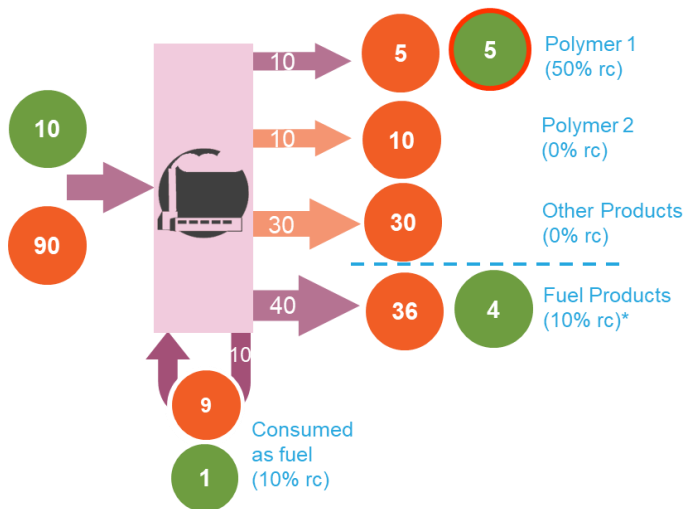 10
5
5
Polymer 1
(50% rc)
10
10
10
Polymer 2
(0% rc)
90
30
30
Other Products
(0% rc)
40
36
4
Fuel Products
(10% rc)*
10
9
Consumed
as fuel
(10% rc)
1